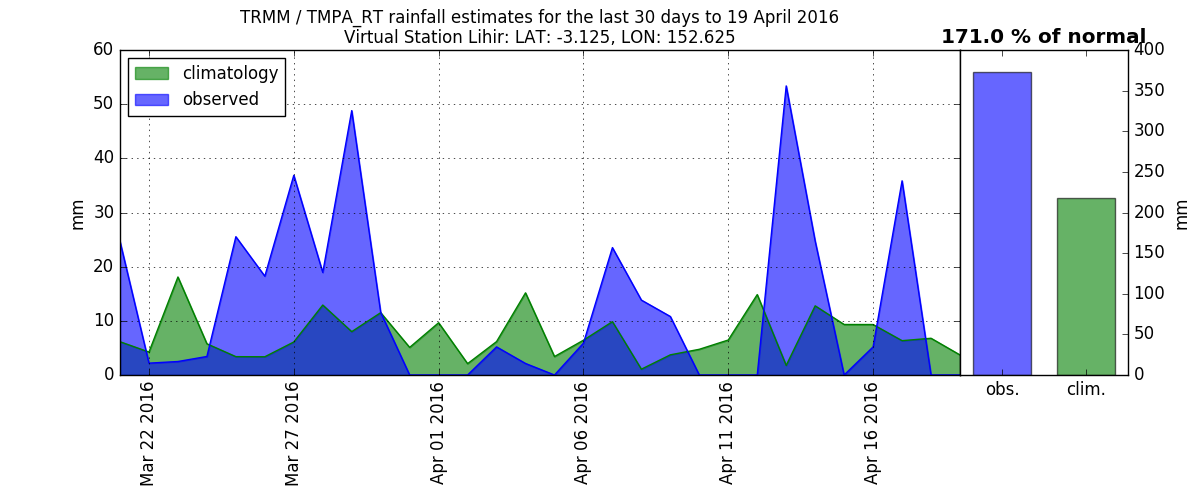 TRMM / TMPA_RT rainfall estimates for the last 30 days to 19 April 2016
Virtual Station Lihir: LAT: -3.125, LON: 152.625
171.0 % of normal
climatology
observed
60
50
40
30
20
10
0
mm
Mar 22 2016
Mar 27 2016
Apr 01 2016
Apr 06 2016
Apr 11 2016
Apr 16 2016
400
350
300
250
200
150
100
50
0
mm
obs.
clim.